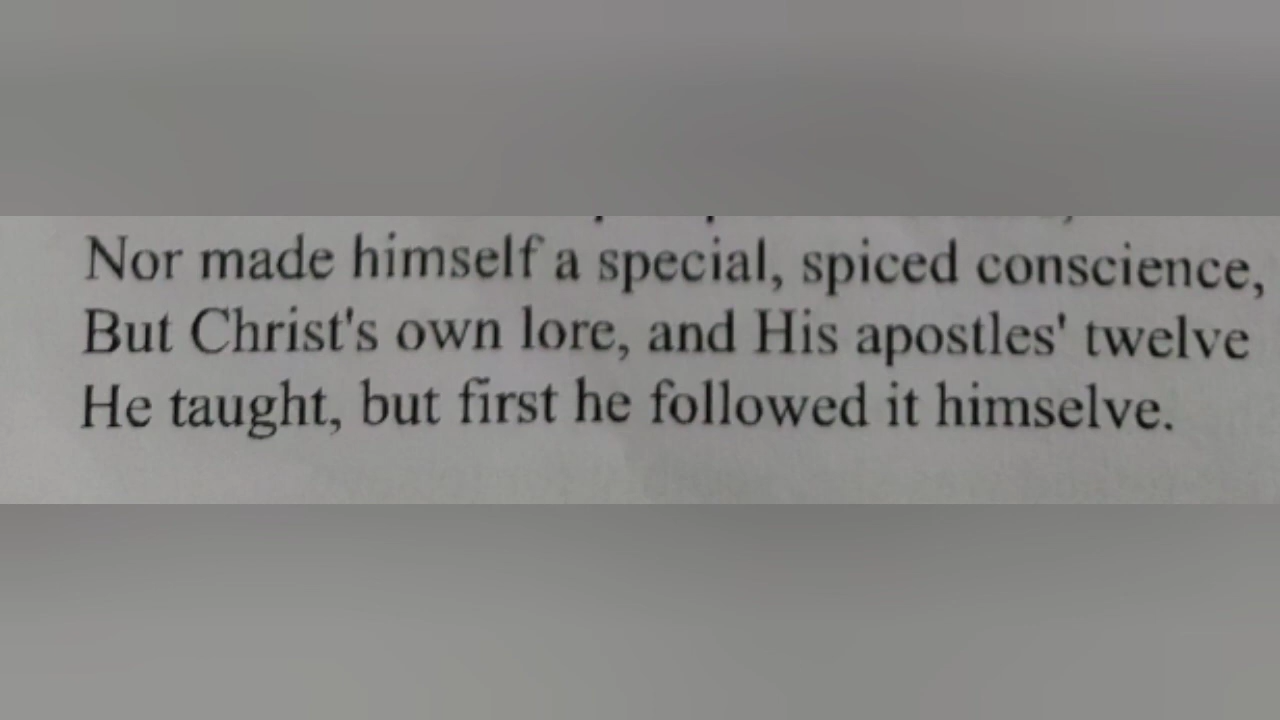 Nor made himself a special, spiced conscience,
But Christ's own lore, and His apostles' twelve
He taught, but first he followed it himselve.